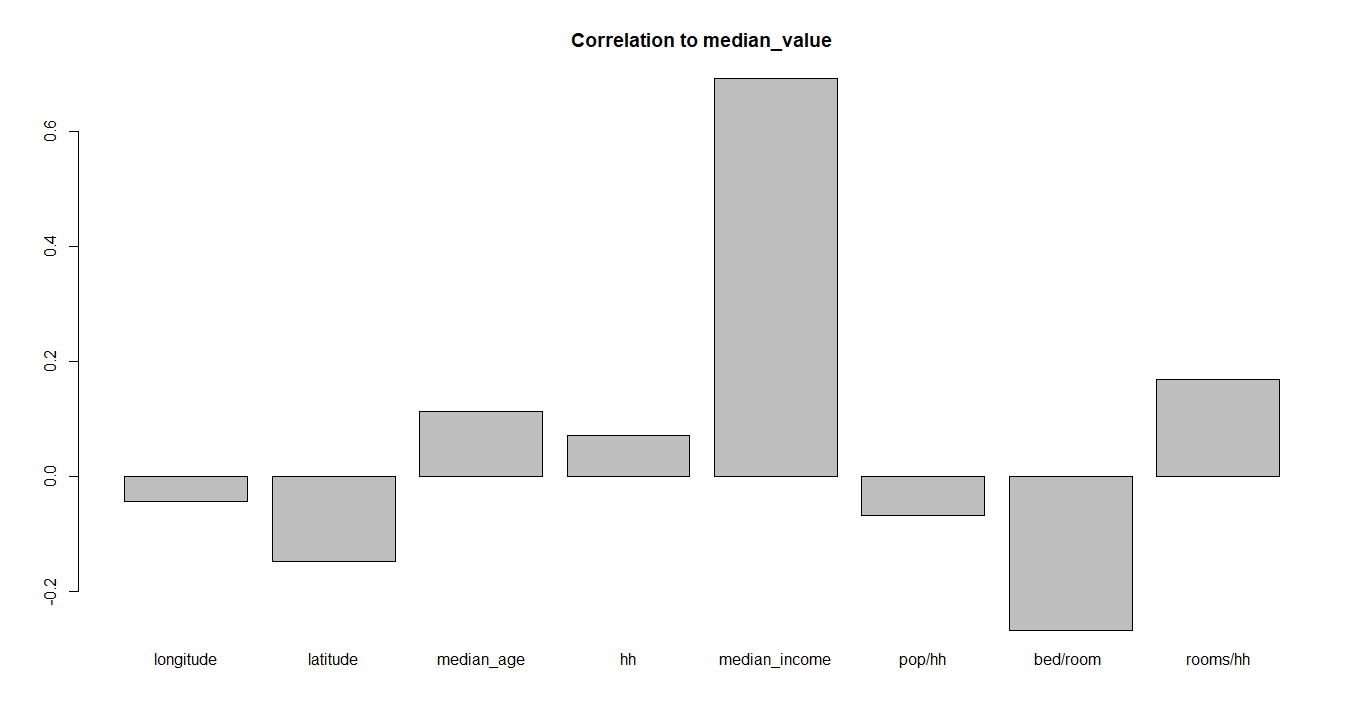 Correlation to median_value
0.6
0.4
0.2
0.0
-0.2
longitude latitude median_age hh median_income pop/hh bed/room rooms/hh